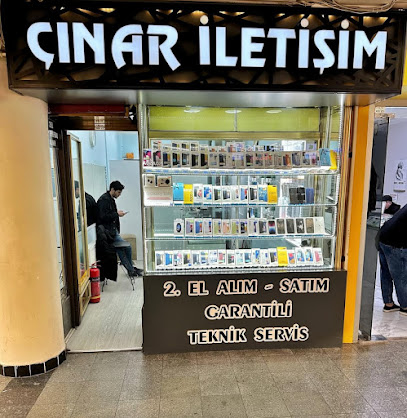 ÇINAR İLETİŞİM
2. EL ALIM - SATIM
GARANTİLİ
TEKNİK SERVİS